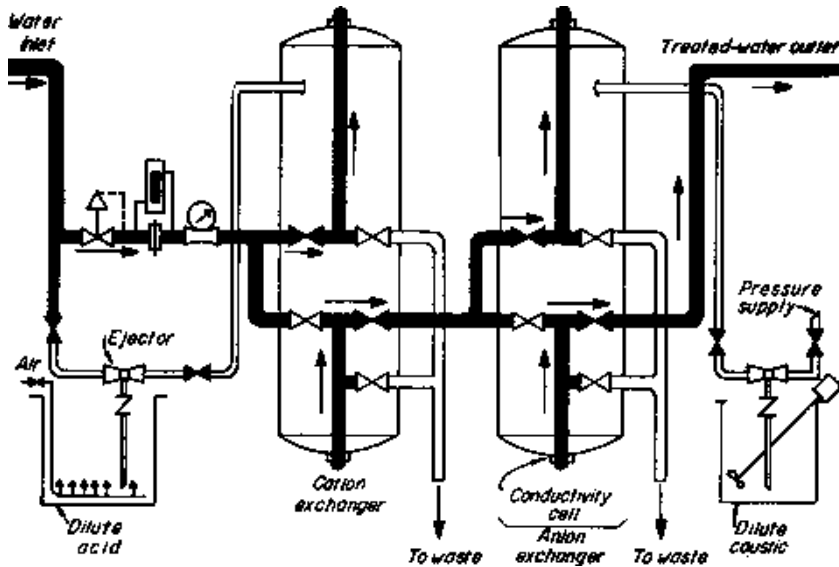 Water
inlet
Treated-water outlet
Pressure
supply
Ejector
Air
Cation
exchanger
Conductivity
cell
Anion
exchanger
Dilute
acid
Dilute
caustic
To waste
To waste